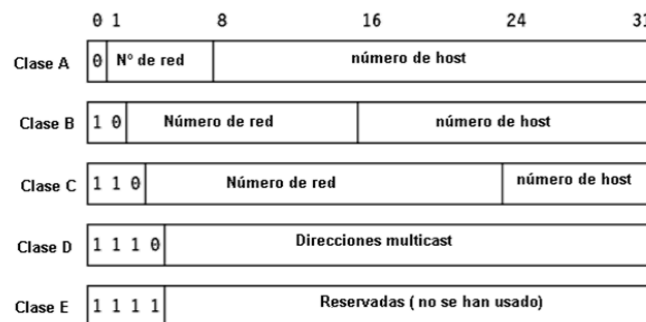 0 1 8 16 24 31
Clase A 0 N° de red número de host
Clase B 1 0 Número de red número de host
Clase C 1 1 0 Número de red número de host
Clase D 1 1 1 0 Direcciones multicast
Clase E 1 1 1 1 Reservadas ( no se han usado)